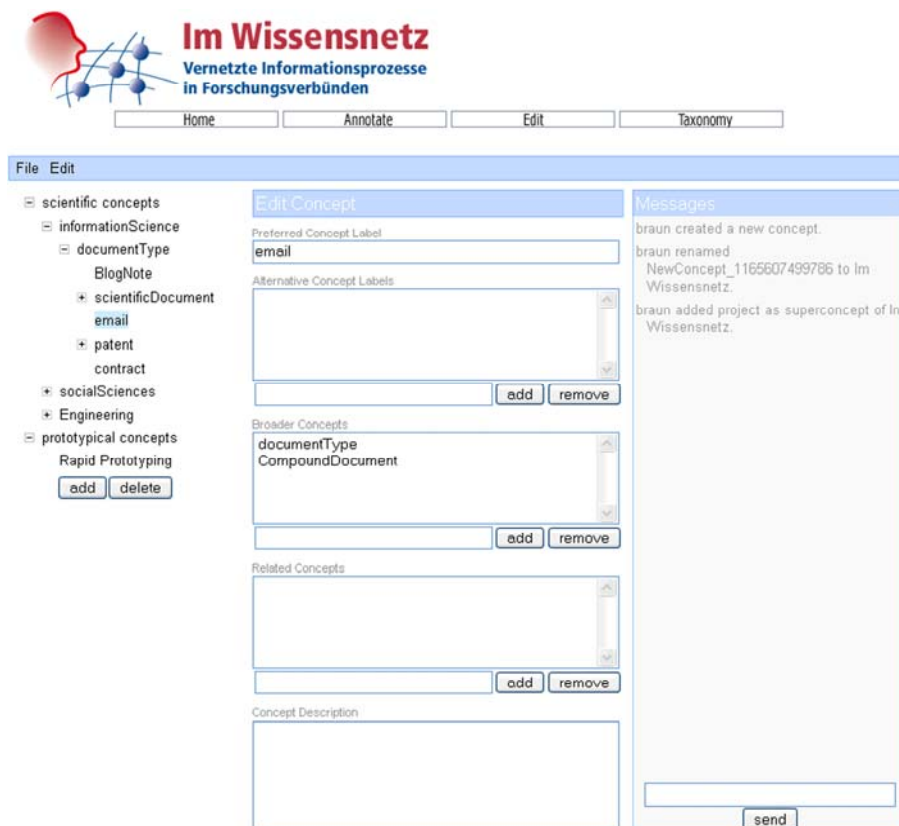 Im Wissensnetz
Vernetzte Informationsprozesse
in Forschungsverbünden
Home Annotate Edit Taxonomy
File Edit
scientific concepts
informationScience
documentType
BlogNote
scientificDocument
email
patent
contract
socialSciences
Engineering
prototypical concepts
Rapid Prototyping
add delete
Edit Concept
Preferred Concept Label
email
Alternative Concept Labels
add remove
Broader Concepts
documentType
CompoundDocument
add remove
Related Concepts
add remove
Concept Description
Messages
braun created a new concept.
braun renamed
NewConcept_1165607499786 to Im
Wissensnetz.
braun added project as superconcept of Im
Wissensnetz.
send